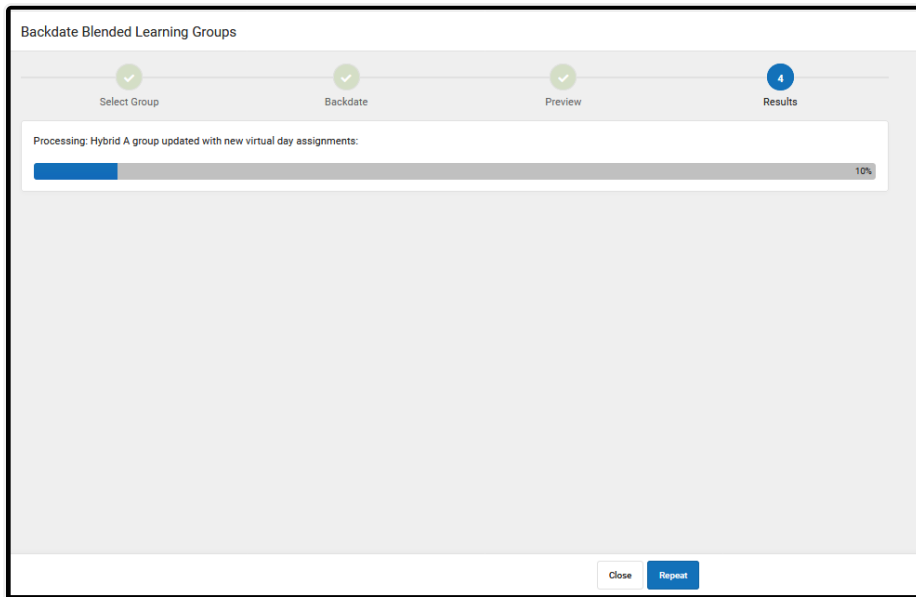 Backdate Blended Learning Groups
4
Select Group
Backdate
Preview
Results
Processing: Hybrid A group updated with new virtual day assignments:
10%
Close
Repeat